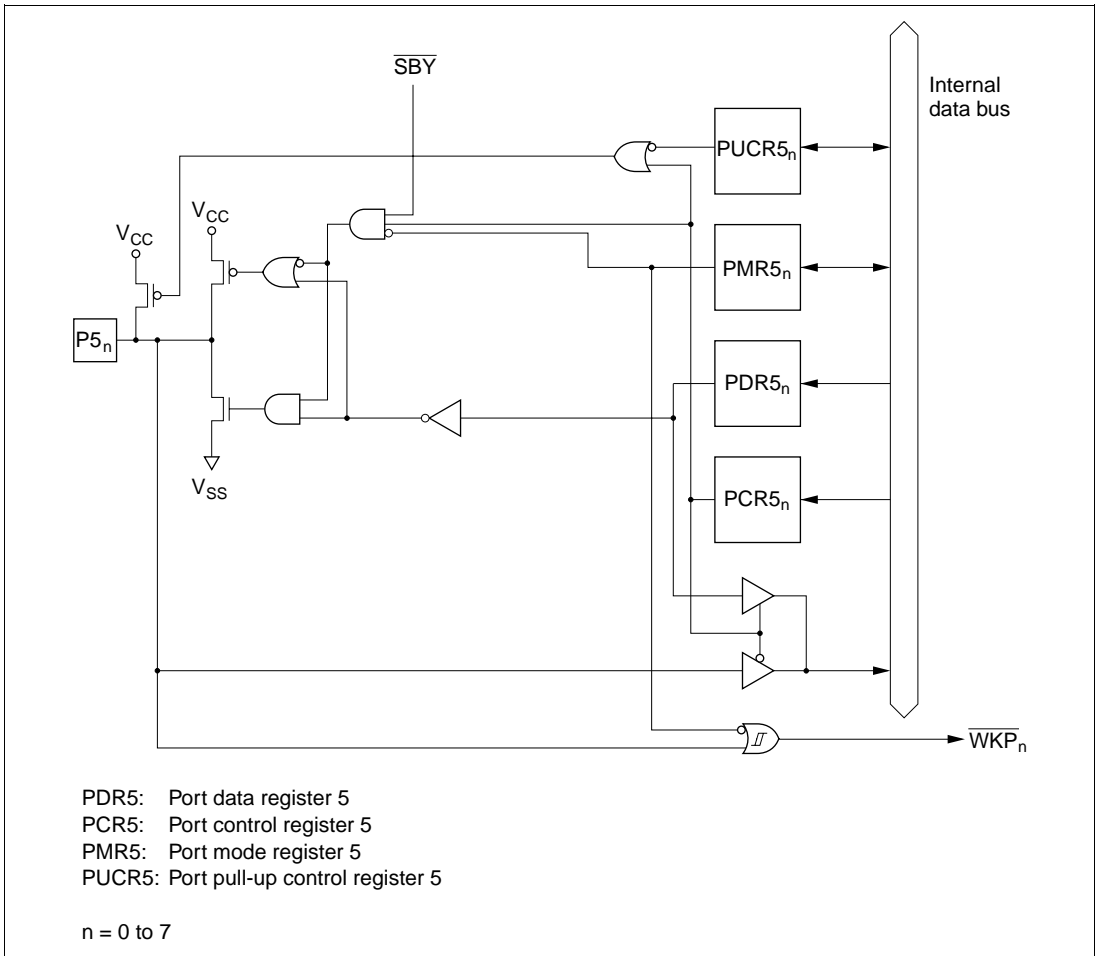 SBY
Internal
data bus
PUCR5n
VCC
VCC
PMR5n
P5n
PDR5n
VSS
PCR5n
WKPn
PDR5: Port data register 5
PCR5: Port control register 5
PMR5: Port mode register 5
PUCR5: Port pull-up control register 5
n = 0 to 7